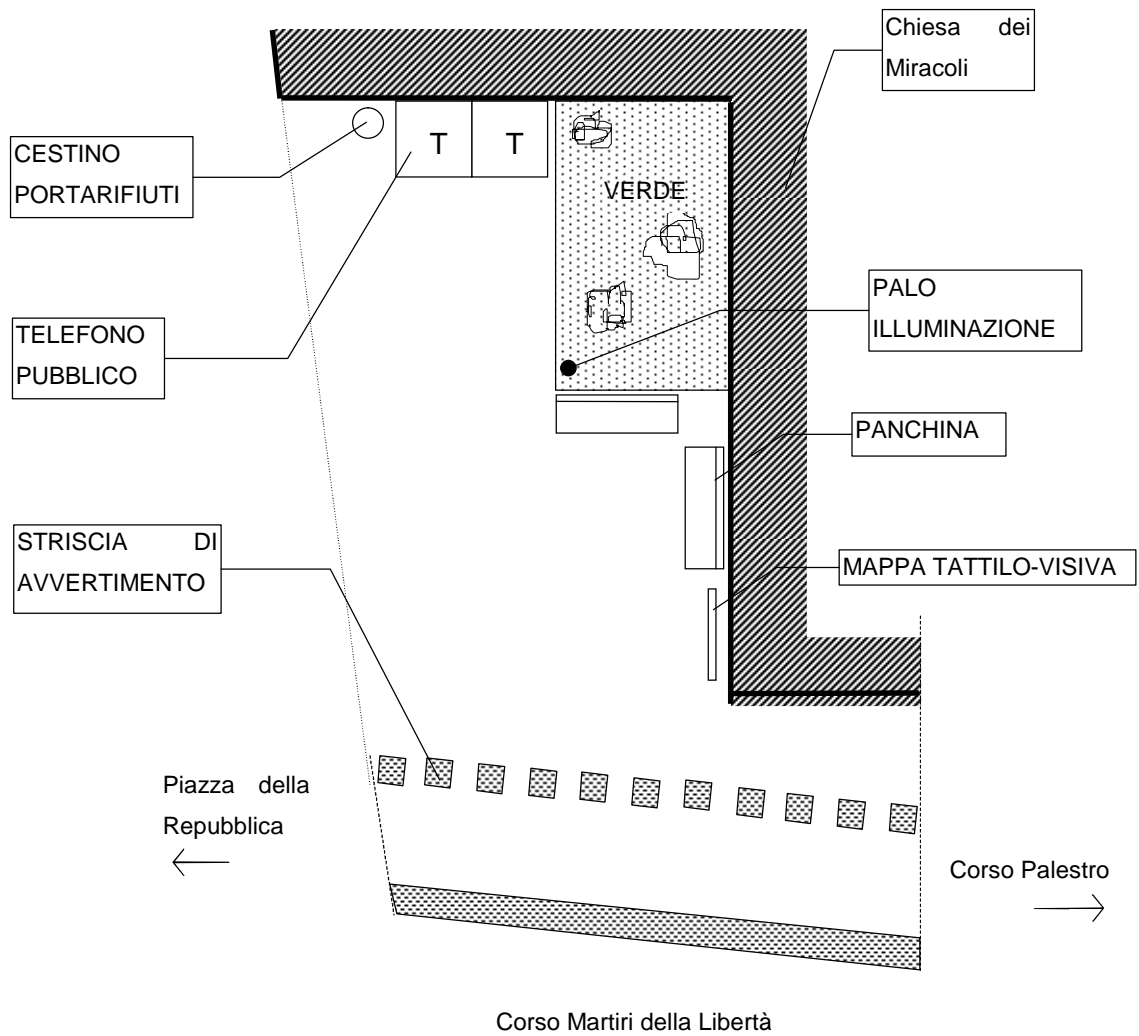 Chiesa dei
Miracoli
CESTINO
PORTARIFIUTI
T T
VERDE
PALO
ILLUMINAZIONE
TELEFONO
PUBBLICO
PANCHINA
STRISCIA DI
AVVERTIMENTO
MAPPA TATTILO-VISIVA
Piazza della
Repubblica
Corso Palestro
Corso Martiri della Libertà